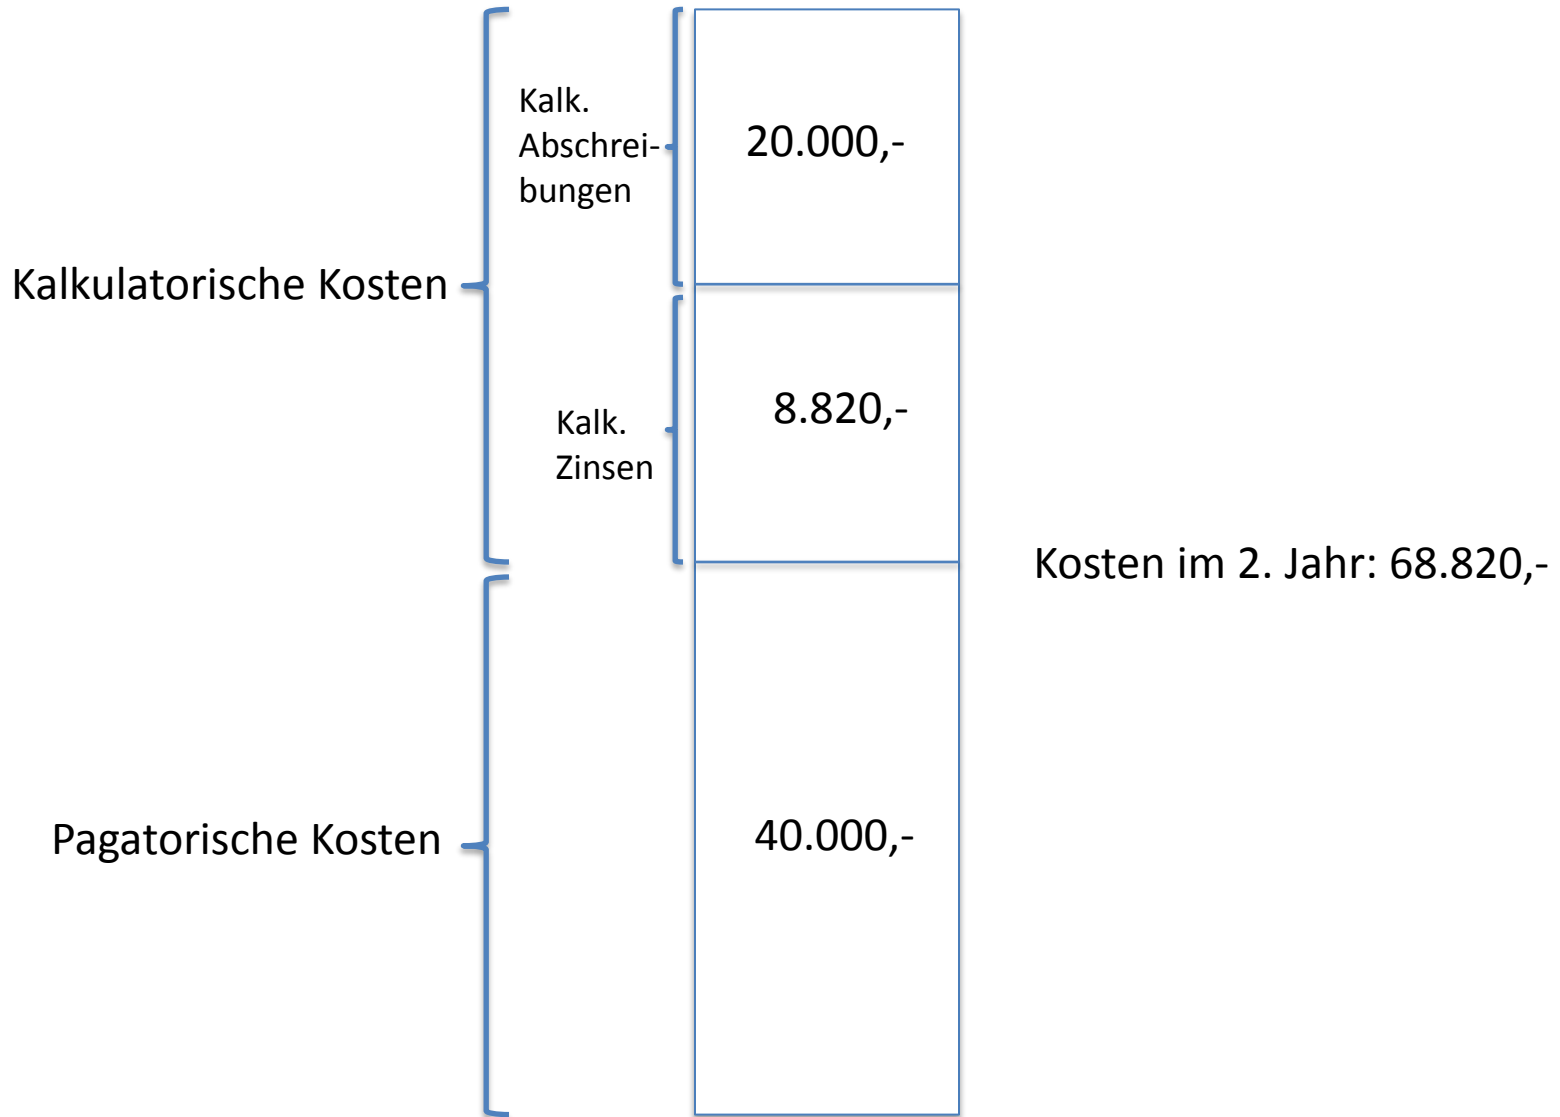 Kalk.
Abschrei-
bungen
20.000,-
Kalkulatorische Kosten
8.820,-
Kalk.
Zinsen
Kosten im 2. Jahr: 68.820,-
Pagatorische Kosten
40.000,-